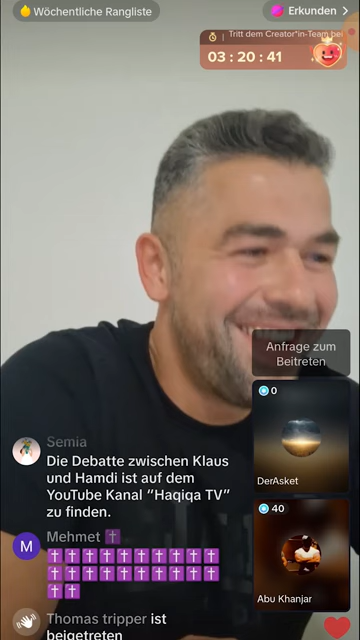 Wöchentliche Rangliste
Erkunden
Tritt dem Creator*in-Team bei
03 : 20 : 41
Anfrage zum
Beitreten
0
DerAsket
40
Abu Khanjar
Semia
Die Debatte zwischen Klaus
und Hamdi ist auf dem
YouTube Kanal "Haqiqa TV"
zu finden.
M
Mehmet ✝️
✝️✝️✝️✝️✝️✝️✝️✝️✝️✝️
✝️✝️✝️✝️✝️✝️✝️✝️✝️✝️
✝️✝️
Thomas tripper ist
beigetreten